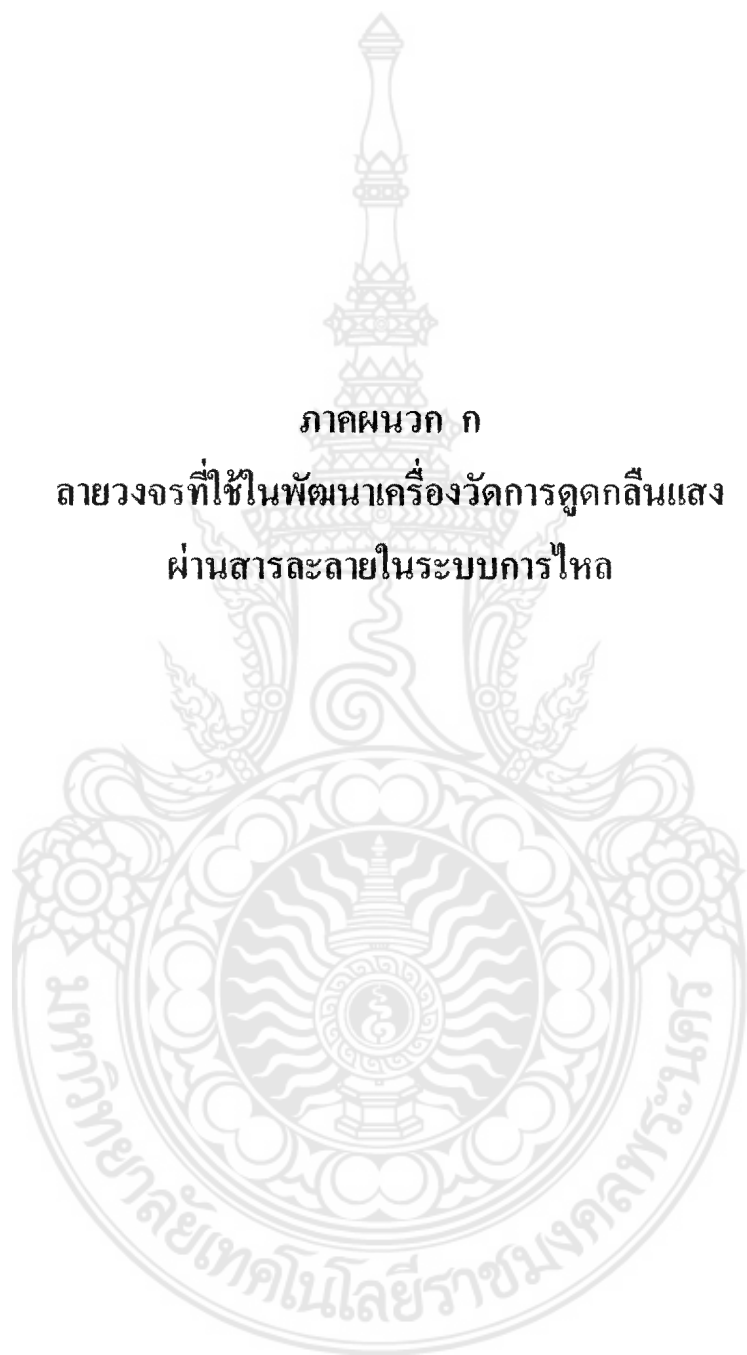 ภาคผนวก ก
ลายวงจรที่ใช้ในพัฒนาเครื่องวัดการดูดกลืนแสง
ผ่านสารละลายในระบบการไหล
มหาวิทยาลัยเทคโนโลยีราชมงคลพระนคร